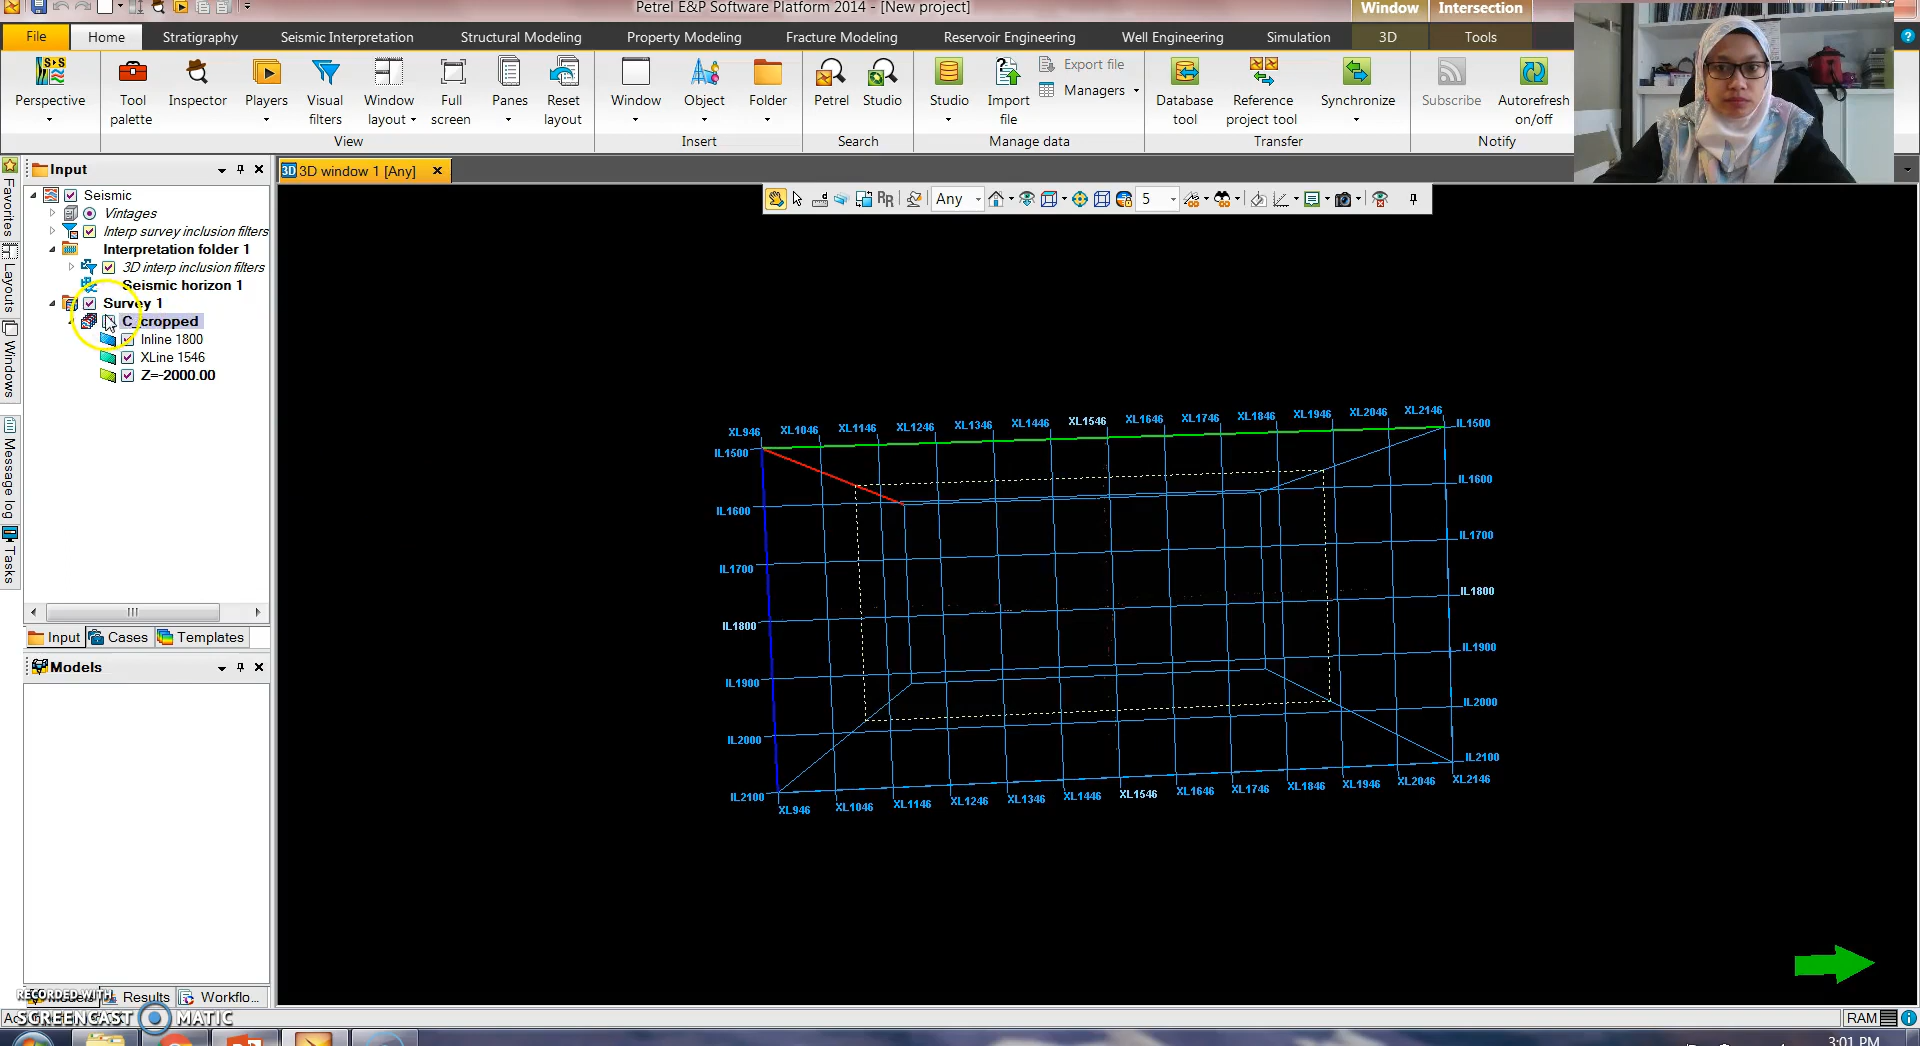 Petrel E&P Software Platform 2014 - [New project]
Window Intersection
File Home Stratigraphy Seismic Interpretation Structural Modeling Property Modeling Fracture Modeling Reservoir Engineering Well Engineering Simulation 3D Tools
Perspective
Tool palette
Inspector
Players
Visual filters
Window layout
Full screen
Panes
Reset layout
View
Window
Object
Folder
Insert
Petrel
Studio
Search
Studio
Import file
Export file
Managers
Manage data
Database tool
Reference project tool
Synchronize
Transfer
Subscribe
Autorefresh on/off
Notify
Favorites
Layouts
Windows
Message log
Tasks
Input
Seismic
Vintages
Interp survey inclusion filters
Interpretation folder 1
3D interp inclusion filters
Seismic horizon 1
Survey 1
C_cropped
Inline 1800
XLine 1546
Z=-2000.00
Input Cases Templates
Models
Models Results Workflo...
3D 3D window 1 [Any]
RR Any 5
XL946 XL1046 XL1146 XL1246 XL1346 XL1446 XL1546 XL1646 XL1746 XL1846 XL1946 XL2046 XL2146
IL1500 IL1500
IL1600 IL1600
IL1700 IL1700
IL1800 IL1800
IL1900 IL1900
IL2000 IL2000
IL2100 IL2100
XL946 XL1046 XL1146 XL1246 XL1346 XL1446 XL1546 XL1646 XL1746 XL1846 XL1946 XL2046 XL2146
RECORDED WITH
SCREENCAST MATIC
RAM
3:01 PM